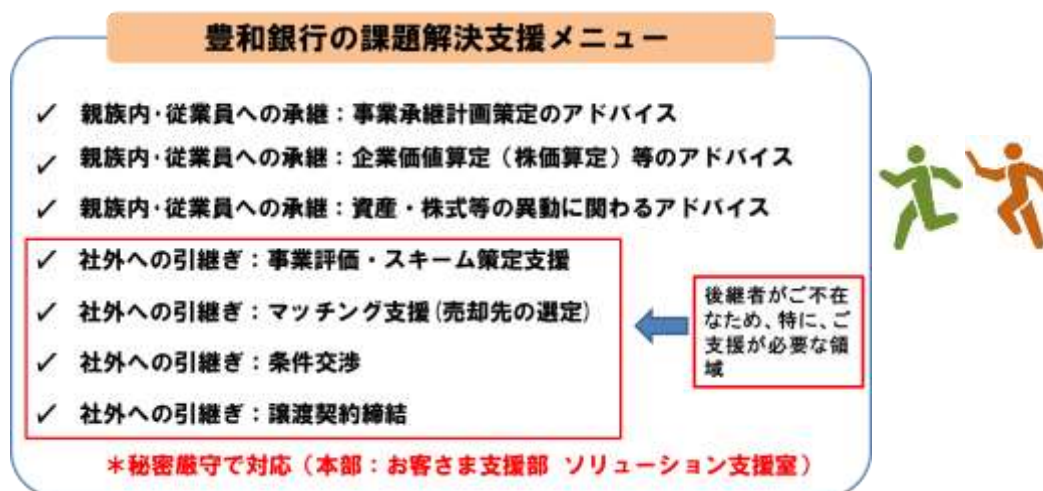 豊和銀行の課題解決支援メニュー
✓ 親族内・従業員への承継：事業承継計画策定のアドバイス
✓ 親族内・従業員への承継：企業価値算定（株価算定）等のアドバイス
✓ 親族内・従業員への承継：資産・株式等の異動に関わるアドバイス
✓ 社外への引継ぎ：事業評価・スキーム策定支援
✓ 社外への引継ぎ：マッチング支援(売却先の選定)
✓ 社外への引継ぎ：条件交渉
✓ 社外への引継ぎ：譲渡契約締結
後継者がご不在
なため、特に、ご
支援が必要な領
域
＊秘密厳守で対応（本部：お客さま支援部 ソリューション支援室）